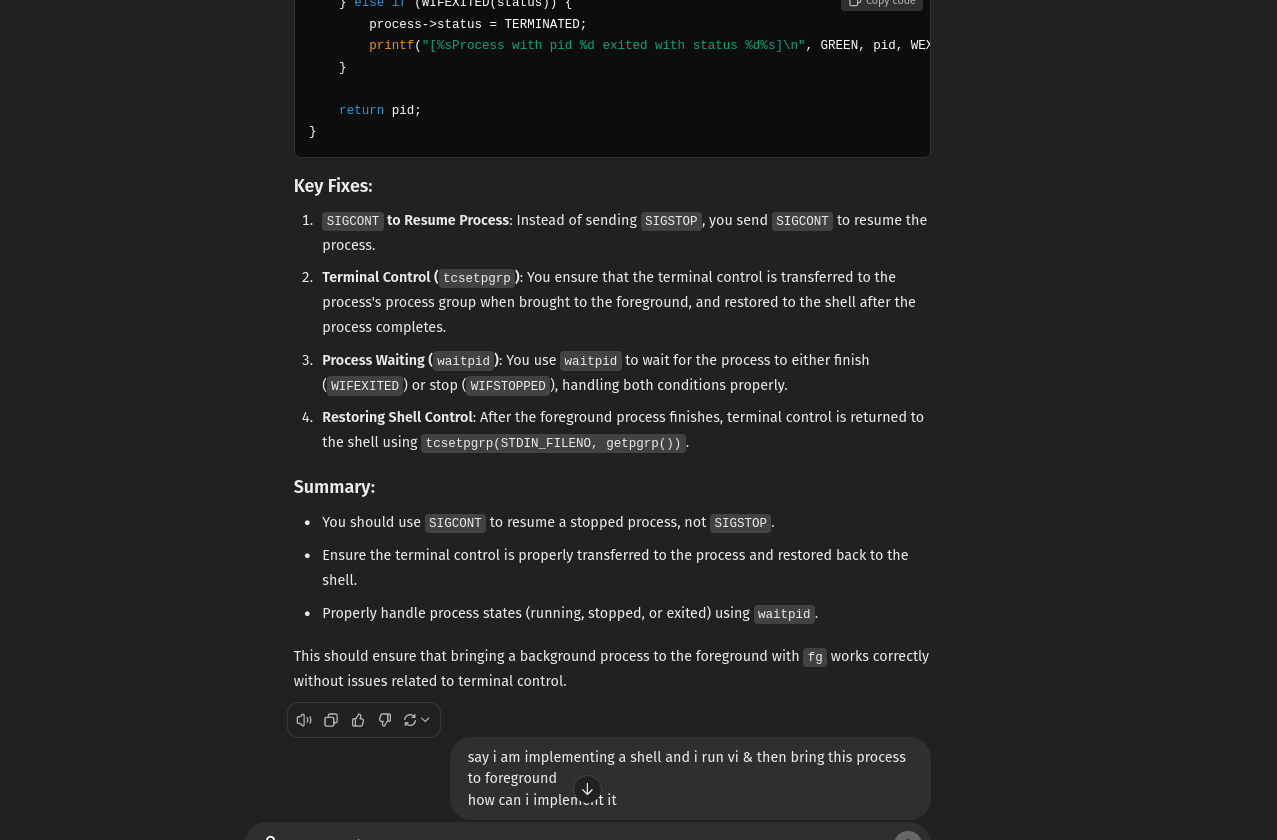 } else if (WIFEXITED(status)) {
Copy code
process->status = TERMINATED;
printf("[%sProcess with pid %d exited with status %d%s]\n", GREEN, pid, WEX
}
return pid;
}
Key Fixes:
1. SIGCONT to Resume Process: Instead of sending SIGSTOP, you send SIGCONT to resume the
process.
2. Terminal Control (tcsetpgrp): You ensure that the terminal control is transferred to the
process's process group when brought to the foreground, and restored to the shell after the
process completes.
3. Process Waiting (waitpid): You use waitpid to wait for the process to either finish
(WIFEXITED) or stop (WIFSTOPPED), handling both conditions properly.
4. Restoring Shell Control: After the foreground process finishes, terminal control is returned to
the shell using tcsetpgrp(STDIN_FILENO, getpgrp()).
Summary:
• You should use SIGCONT to resume a stopped process, not SIGSTOP.
• Ensure the terminal control is properly transferred to the process and restored back to the
shell.
• Properly handle process states (running, stopped, or exited) using waitpid.
This should ensure that bringing a background process to the foreground with fg works correctly
without issues related to terminal control.
say i am implementing a shell and i run vi & then bring this process
to foreground
how can i implement it